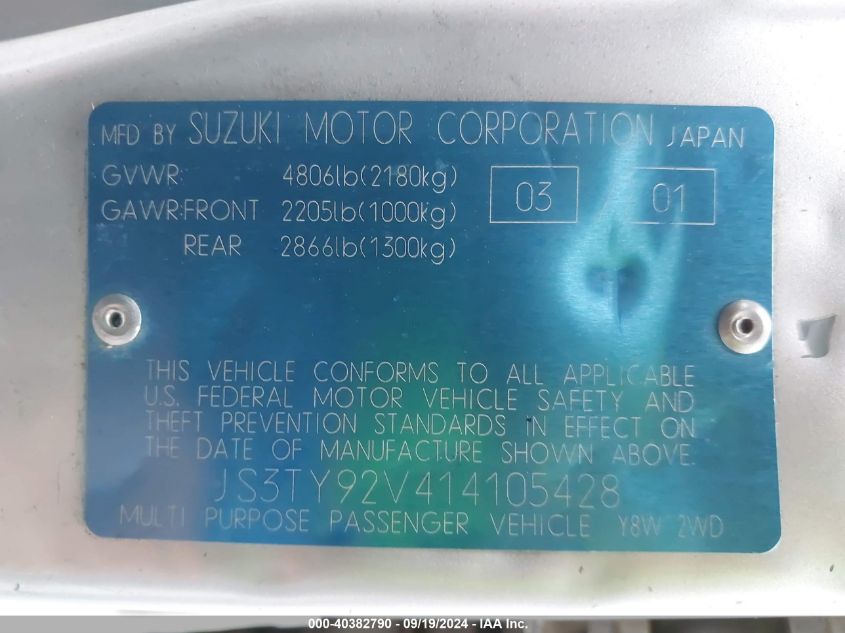 MFD BY SUZUKI MOTOR CORPORATION JAPAN
GVWR: 4806lb(2180kg) 03 / 01
GAWR:FRONT 2205lb(1000kg)
REAR 2866lb(1300kg)
THIS VEHICLE CONFORMS TO ALL APPLICABLE
U.S. FEDERAL MOTOR VEHICLE SAFETY AND
THEFT PREVENTION STANDARDS IN EFFECT ON
THE DATE OF MANUFACTURE SHOWN ABOVE.
JS3TY92V414105428
MULTI PURPOSE PASSENGER VEHICLE Y8W 2WD
000-40382790 - 09/19/2024 - IAA Inc.